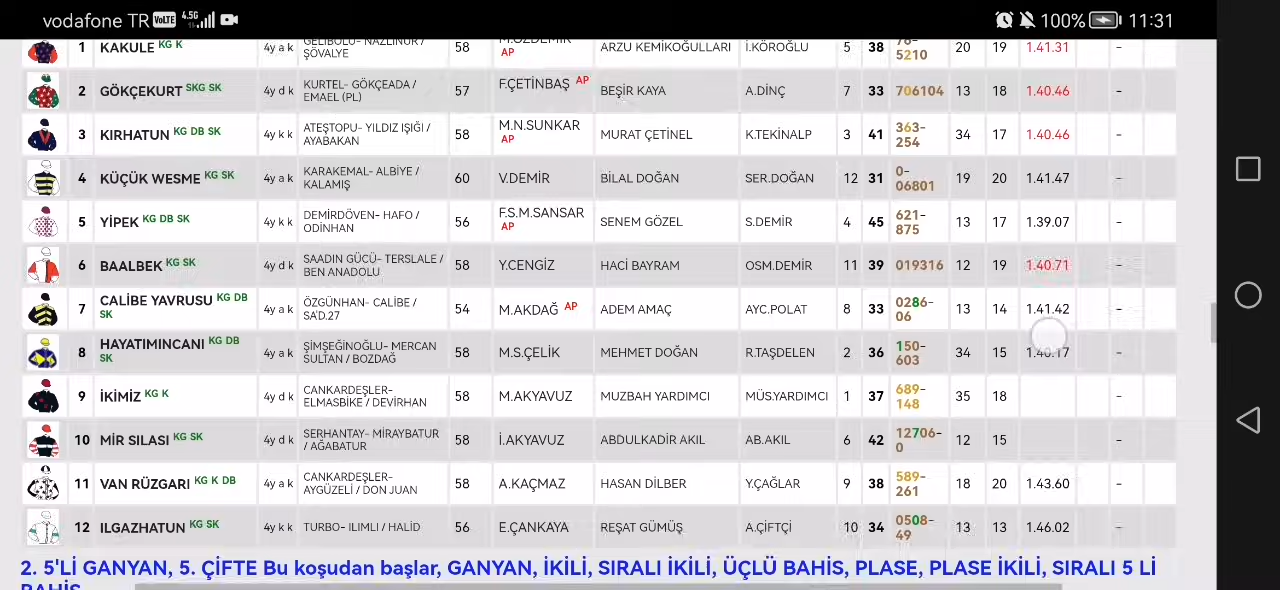 vodafone TR VoLTE 4.5G 100% 11:31
1 KAKULE KG K 4y a k GELİBOLU- NAZLINUR / ŞÖVALYE 58 M.ÖZDEMİR AP ARZU KEMİKOĞULLARI İ.KÖROĞLU 5 38 76-5210 20 19 1.41.31 -
2 GÖKÇEKURT SKG SK 4y d k KURTEL- GÖKÇEADA / EMAEL (PL) 57 F.ÇETİNBAŞ AP BEŞİR KAYA A.DİNÇ 7 33 706104 13 18 1.40.46 -
3 KIRHATUN KG DB SK 4y k k ATEŞTOPU- YILDIZ IŞIĞI / AYABAKAN 58 M.N.SUNKAR AP MURAT ÇETİNEL K.TEKİNALP 3 41 363-254 34 17 1.40.46 -
4 KÜÇÜK WESME KG SK 4y a k KARAKEMAL- ALBİYE / KALAMIŞ 60 V.DEMİR BİLAL DOĞAN SER.DOĞAN 12 31 0-06801 19 20 1.41.47 -
5 YİPEK KG DB SK 4y k k DEMİRDÖVEN- HAFO / ODİNHAN 56 F.S.M.SANSAR AP SENEM GÖZEL S.DEMİR 4 45 621-875 13 17 1.39.07 -
6 BAALBEK KG SK 4y d k SAADIN GÜCÜ- TERSLALE / BEN ANADOLU 58 Y.CENGİZ HACİ BAYRAM OSM.DEMİR 11 39 019316 12 19 1.40.71 -
7 CALİBE YAVRUSU KG DB SK 4y a k ÖZGÜNHAN- CALİBE / SA'D.27 54 M.AKDAĞ AP ADEM AMAÇ AYC.POLAT 8 33 0286-06 13 14 1.41.42 -
8 HAYATIMINCANI KG DB SK 4y a k ŞİMŞEĞİNOĞLU- MERCAN SULTAN / BOZDAĞ 58 M.S.ÇELİK MEHMET DOĞAN R.TAŞDELEN 2 36 150-603 34 15 1.40.17 -
9 İKİMİZ KG K 4y d k CANKARDEŞLER- ELMASBİKE / DEVİRHAN 58 M.AKYAVUZ MUZBAH YARDIMCI MÜS.YARDIMCI 1 37 689-148 35 18 -
10 MİR SILASI KG SK 4y d k SERHANTAY- MİRAYBATUR / AĞABATUR 58 İ.AKYAVUZ ABDULKADİR AKIL AB.AKIL 6 42 12706-0 12 15 -
11 VAN RÜZGARI KG K DB 4y a k CANKARDEŞLER- AYGÜZELİ / DON JUAN 58 A.KAÇMAZ HASAN DİLBER Y.ÇAĞLAR 9 38 589-261 18 20 1.43.60 -
12 ILGAZHATUN KG SK 4y k k TURBO- ILIMLI / HALİD 56 E.ÇANKAYA REŞAT GÜMÜŞ A.ÇİFTÇİ 10 34 0508-49 13 13 1.46.02 -
2. 5'Lİ GANYAN, 5. ÇİFTE Bu koşudan başlar, GANYAN, İKİLİ, SIRALI İKİLİ, ÜÇLÜ BAHİS, PLASE, PLASE İKİLİ, SIRALI 5 Lİ
BAHİS